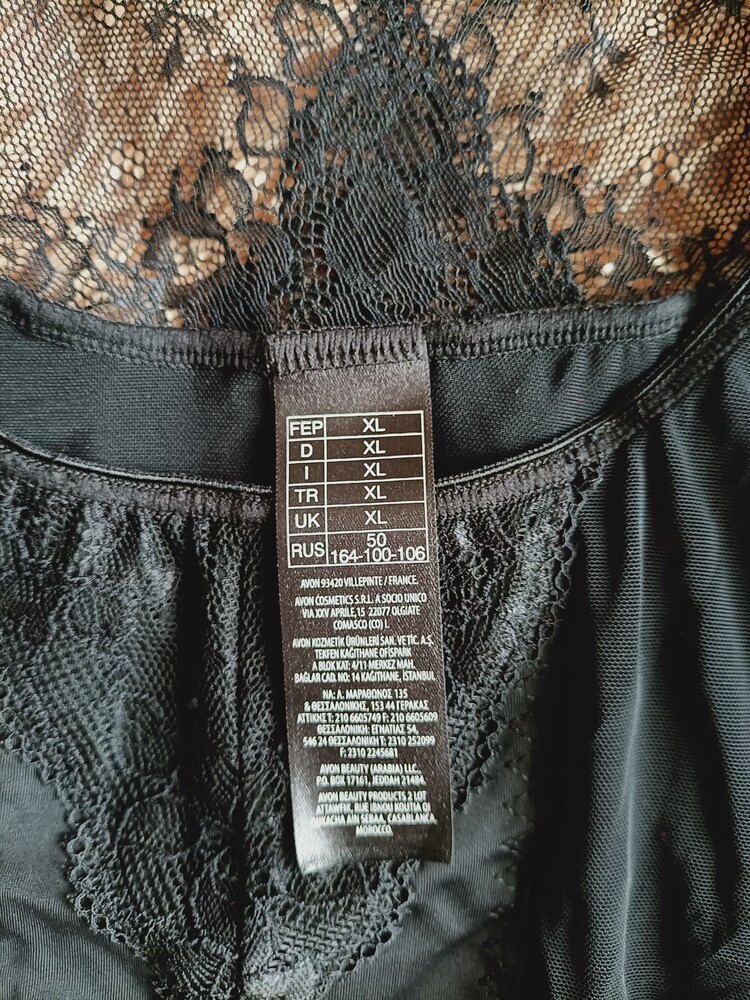 FEP XL
D XL
I XL
TR XL
UK XL
RUS 50
164-100-106
AVON 93420 VILLEPINTE / FRANCE.
AVON COSMETICS S.R.L. A SOCIO UNICO
VIA XXV APRILE,15 22077 OLGIATE
COMASCO (CO) I.
AVON KOZMETİK ÜRÜNLERİ SAN. VE TİC. A.Ş.
TEKFEN KAĞITHANE OFİSPARK
A BLOK KAT: 4/11 MERKEZ MAH.
BAĞLAR CAD. NO: 14 KAĞITHANE, İSTANBUL
ΝΑ: Λ. ΜΑΡΑΘΩΝΟΣ 135
& ΘΕΣΣΑΛΟΝΙΚΗΣ, 153 44 ΓΕΡΑΚΑΣ
ΑΤΤΙΚΗΣ Τ: 210 6605749 F: 210 6605609
ΘΕΣΣΑΛΟΝΙΚΗ: ΕΓΝΑΤΙΑΣ 54,
546 24 ΘΕΣΣΑΛΟΝΙΚΗ Τ: 2310 252099
F: 2310 2245681
AVON BEAUTY (ARABIA) LLC,
P.O. BOX 17161, JEDDAH 21484.
AVON BEAUTY PRODUCTS 2 LOT
ATTAWFIK, RUE IBNOU KOUTIA OU
AIN SEBAA, CASABLANCA,
MOROCCO.